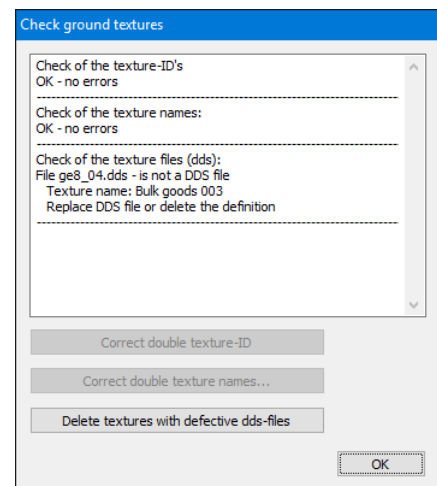 Check ground textures
Check of the texture-ID's
OK - no errors
Check of the texture names:
OK - no errors
Check of the texture files (dds):
File ge8_04.dds - is not a DDS file
Texture name: Bulk goods 003
Replace DDS file or delete the definition
Correct double texture-ID
Correct double texture names...
Delete textures with defective dds-files
OK